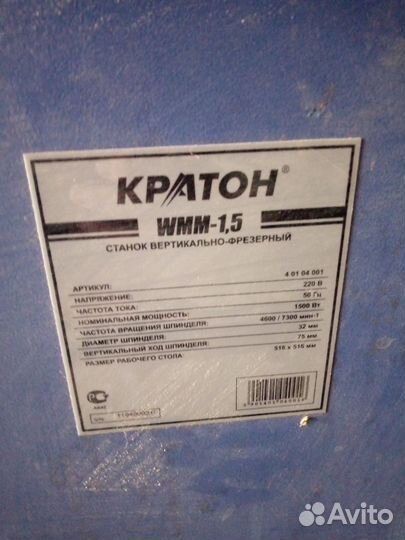 КРАТОН®
WMM-1,5
СТАНОК ВЕРТИКАЛЬНО-ФРЕЗЕРНЫЙ
АРТИКУЛ: 4 01 04 001
НАПРЯЖЕНИЕ: 220 В
ЧАСТОТА ТОКА: 50 Гц
НОМИНАЛЬНАЯ МОЩНОСТЬ: 1500 Вт
ЧАСТОТА ВРАЩЕНИЯ ШПИНДЕЛЯ: 4600 / 7300 мин-1
ДИАМЕТР ШПИНДЕЛЯ: 32 мм
ВЕРТИКАЛЬНЫЙ ХОД ШПИНДЕЛЯ: 75 мм
РАЗМЕР РАБОЧЕГО СТОЛА 516 x 516 мм
Avito